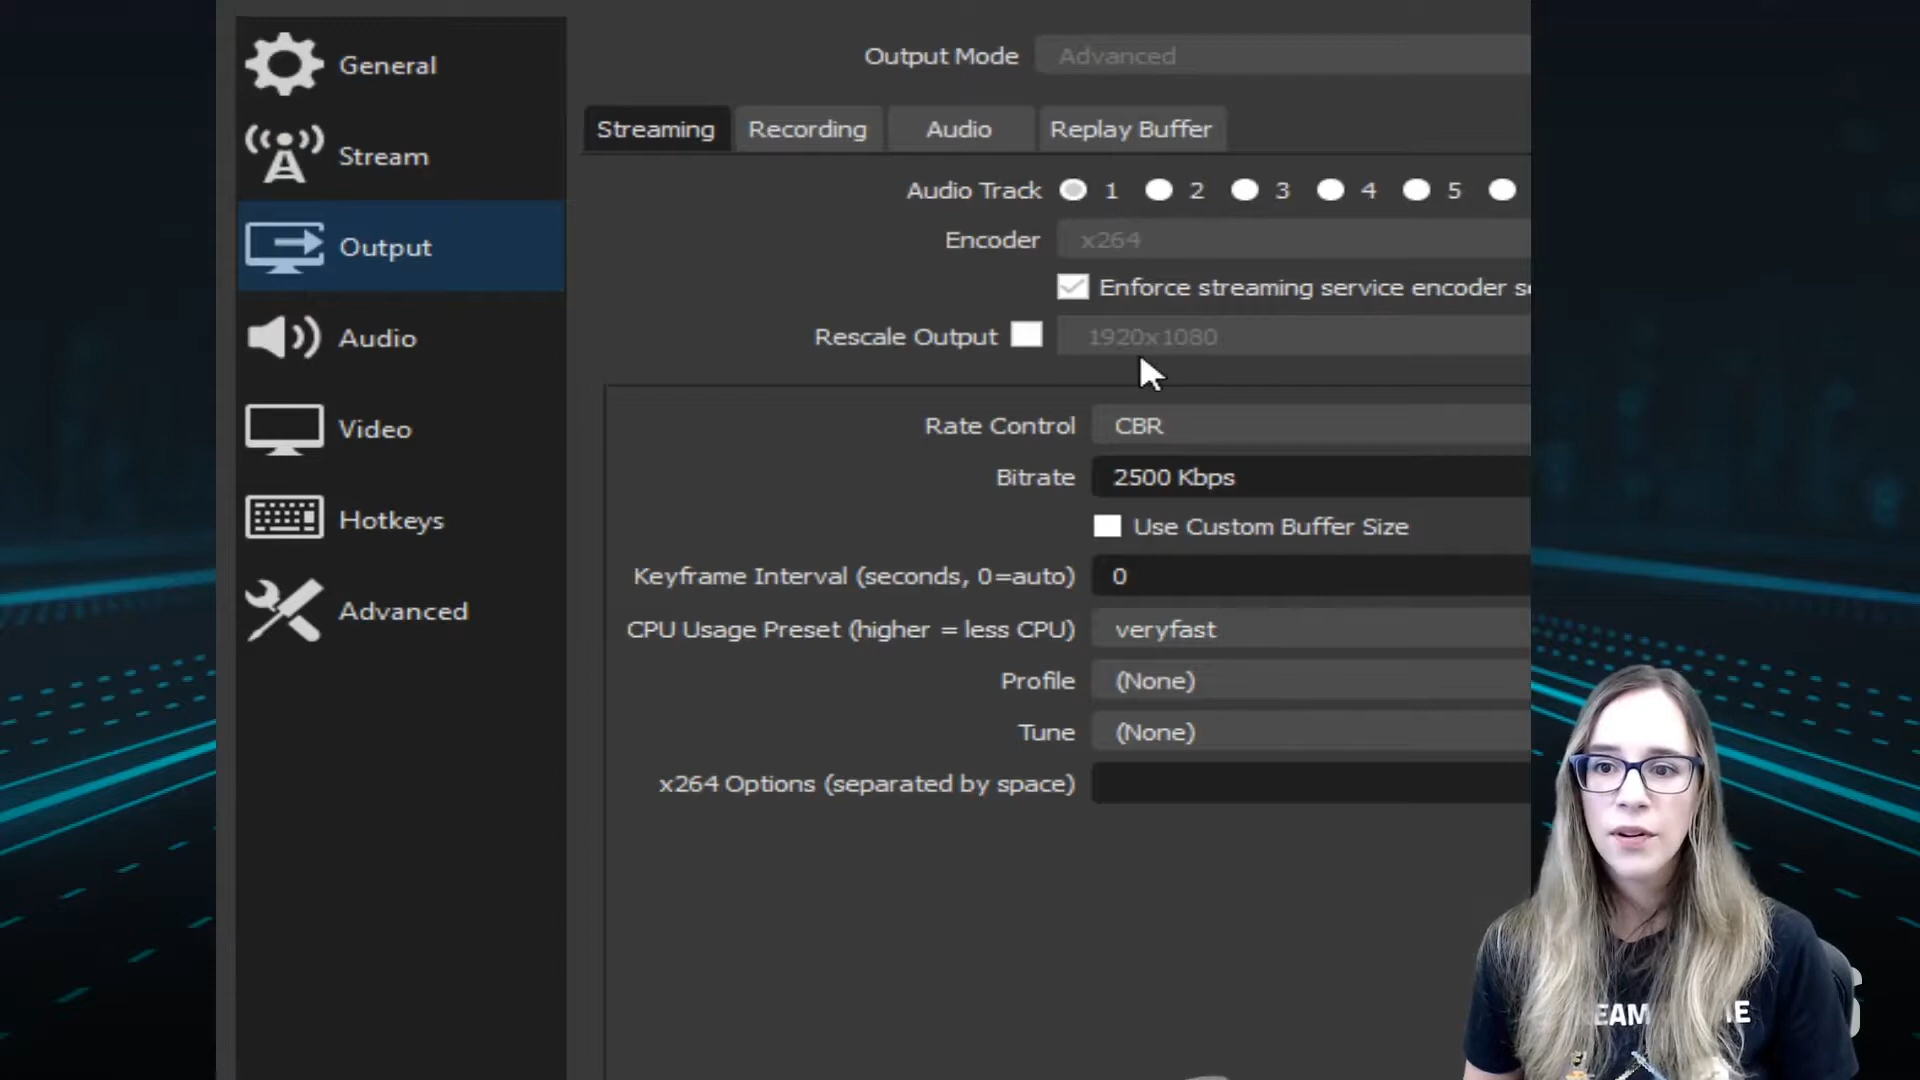 General
Stream
Output
Audio
Video
Hotkeys
Advanced
Output Mode Advanced
Streaming Recording Audio Replay Buffer
Audio Track 1 2 3 4 5
Encoder x264
Enforce streaming service encoder
Rescale Output 1920x1080
Rate Control CBR
Bitrate 2500 Kbps
Use Custom Buffer Size
Keyframe Interval (seconds, 0=auto) 0
CPU Usage Preset (higher = less CPU) veryfast
Profile (None)
Tune (None)
x264 Options (separated by space)